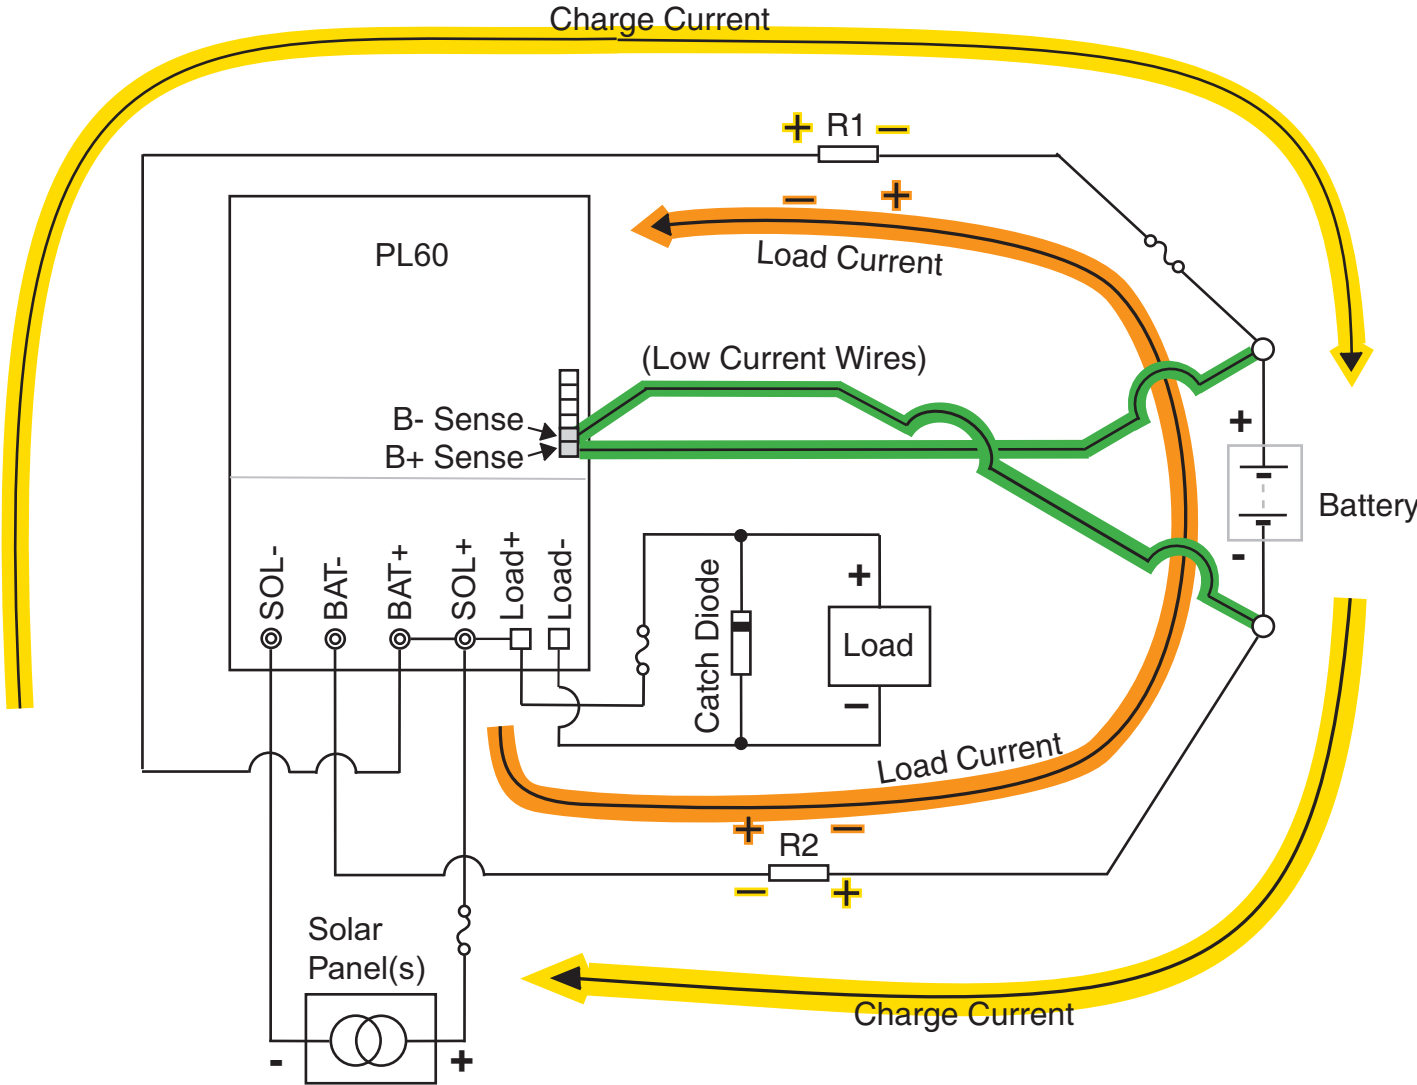 Charge Current
+ R1 –
PL60
– +
Load Current
(Low Current Wires)
B- Sense
B+ Sense
+
Battery
-
SOL-
BAT-
BAT+
SOL+
Load+
Load-
Catch Diode
+
Load
–
Load Current
+ –
R2
– +
Solar
Panel(s)
- +
Charge Current